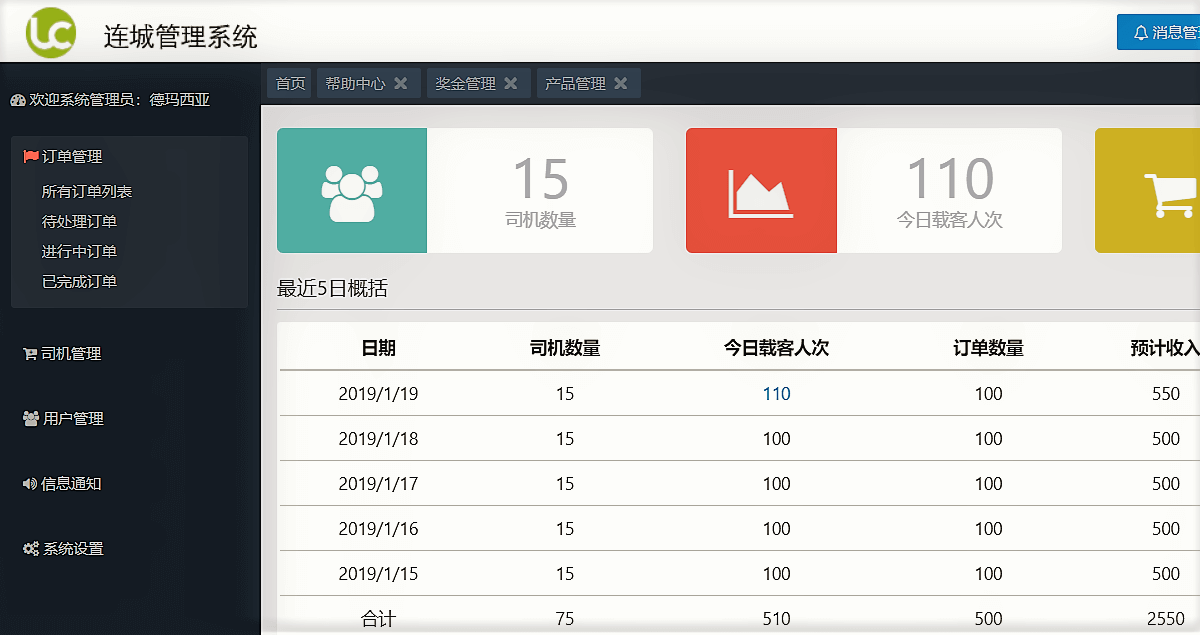 LC 连城管理系统 消息管
欢迎系统管理员：德玛西亚
首页 帮助中心 奖金管理 产品管理
订单管理
所有订单列表
待处理订单
进行中订单
已完成订单
司机管理
用户管理
信息通知
系统设置
15
司机数量
110
今日载客人次
最近5日概括
日期 司机数量 今日载客人次 订单数量 预计收入
2019/1/19 15 110 100 550
2019/1/18 15 100 100 500
2019/1/17 15 100 100 500
2019/1/16 15 100 100 500
2019/1/15 15 100 100 500
合计 75 510 500 2550